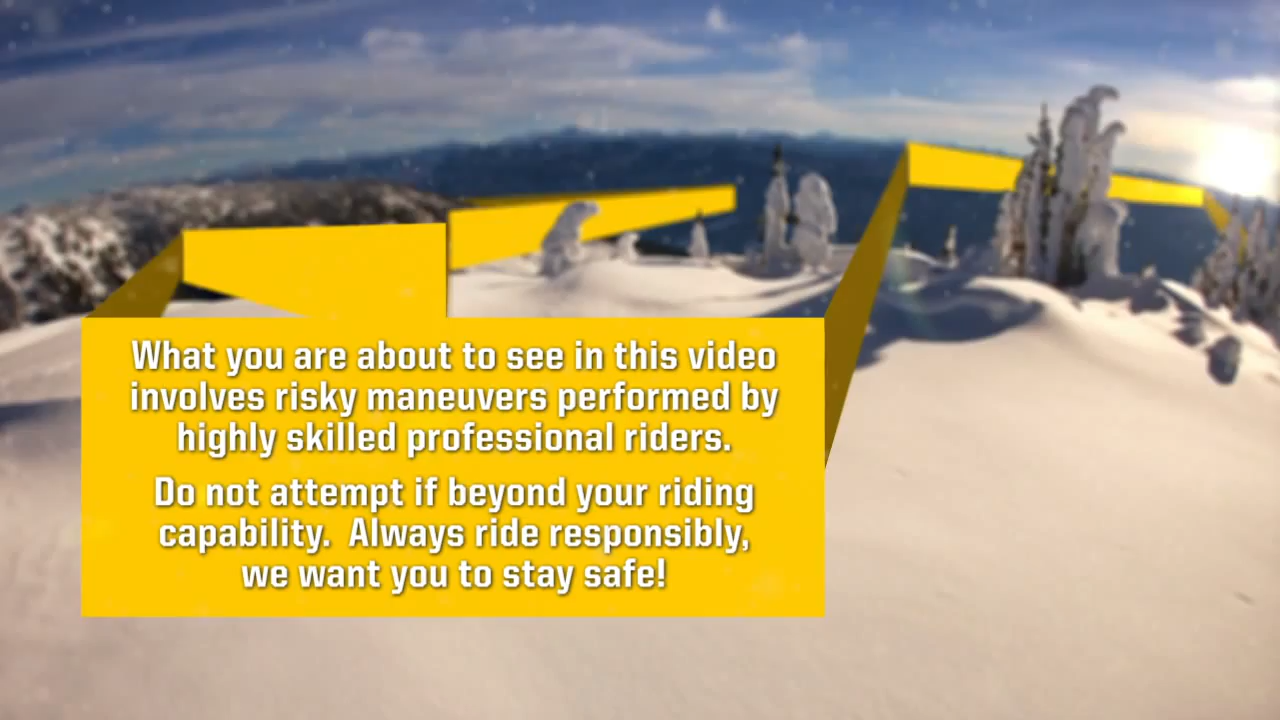 What you are about to see in this video
involves risky maneuvers performed by
highly skilled professional riders.
Do not attempt if beyond your riding
capability.  Always ride responsibly,
we want you to stay safe!